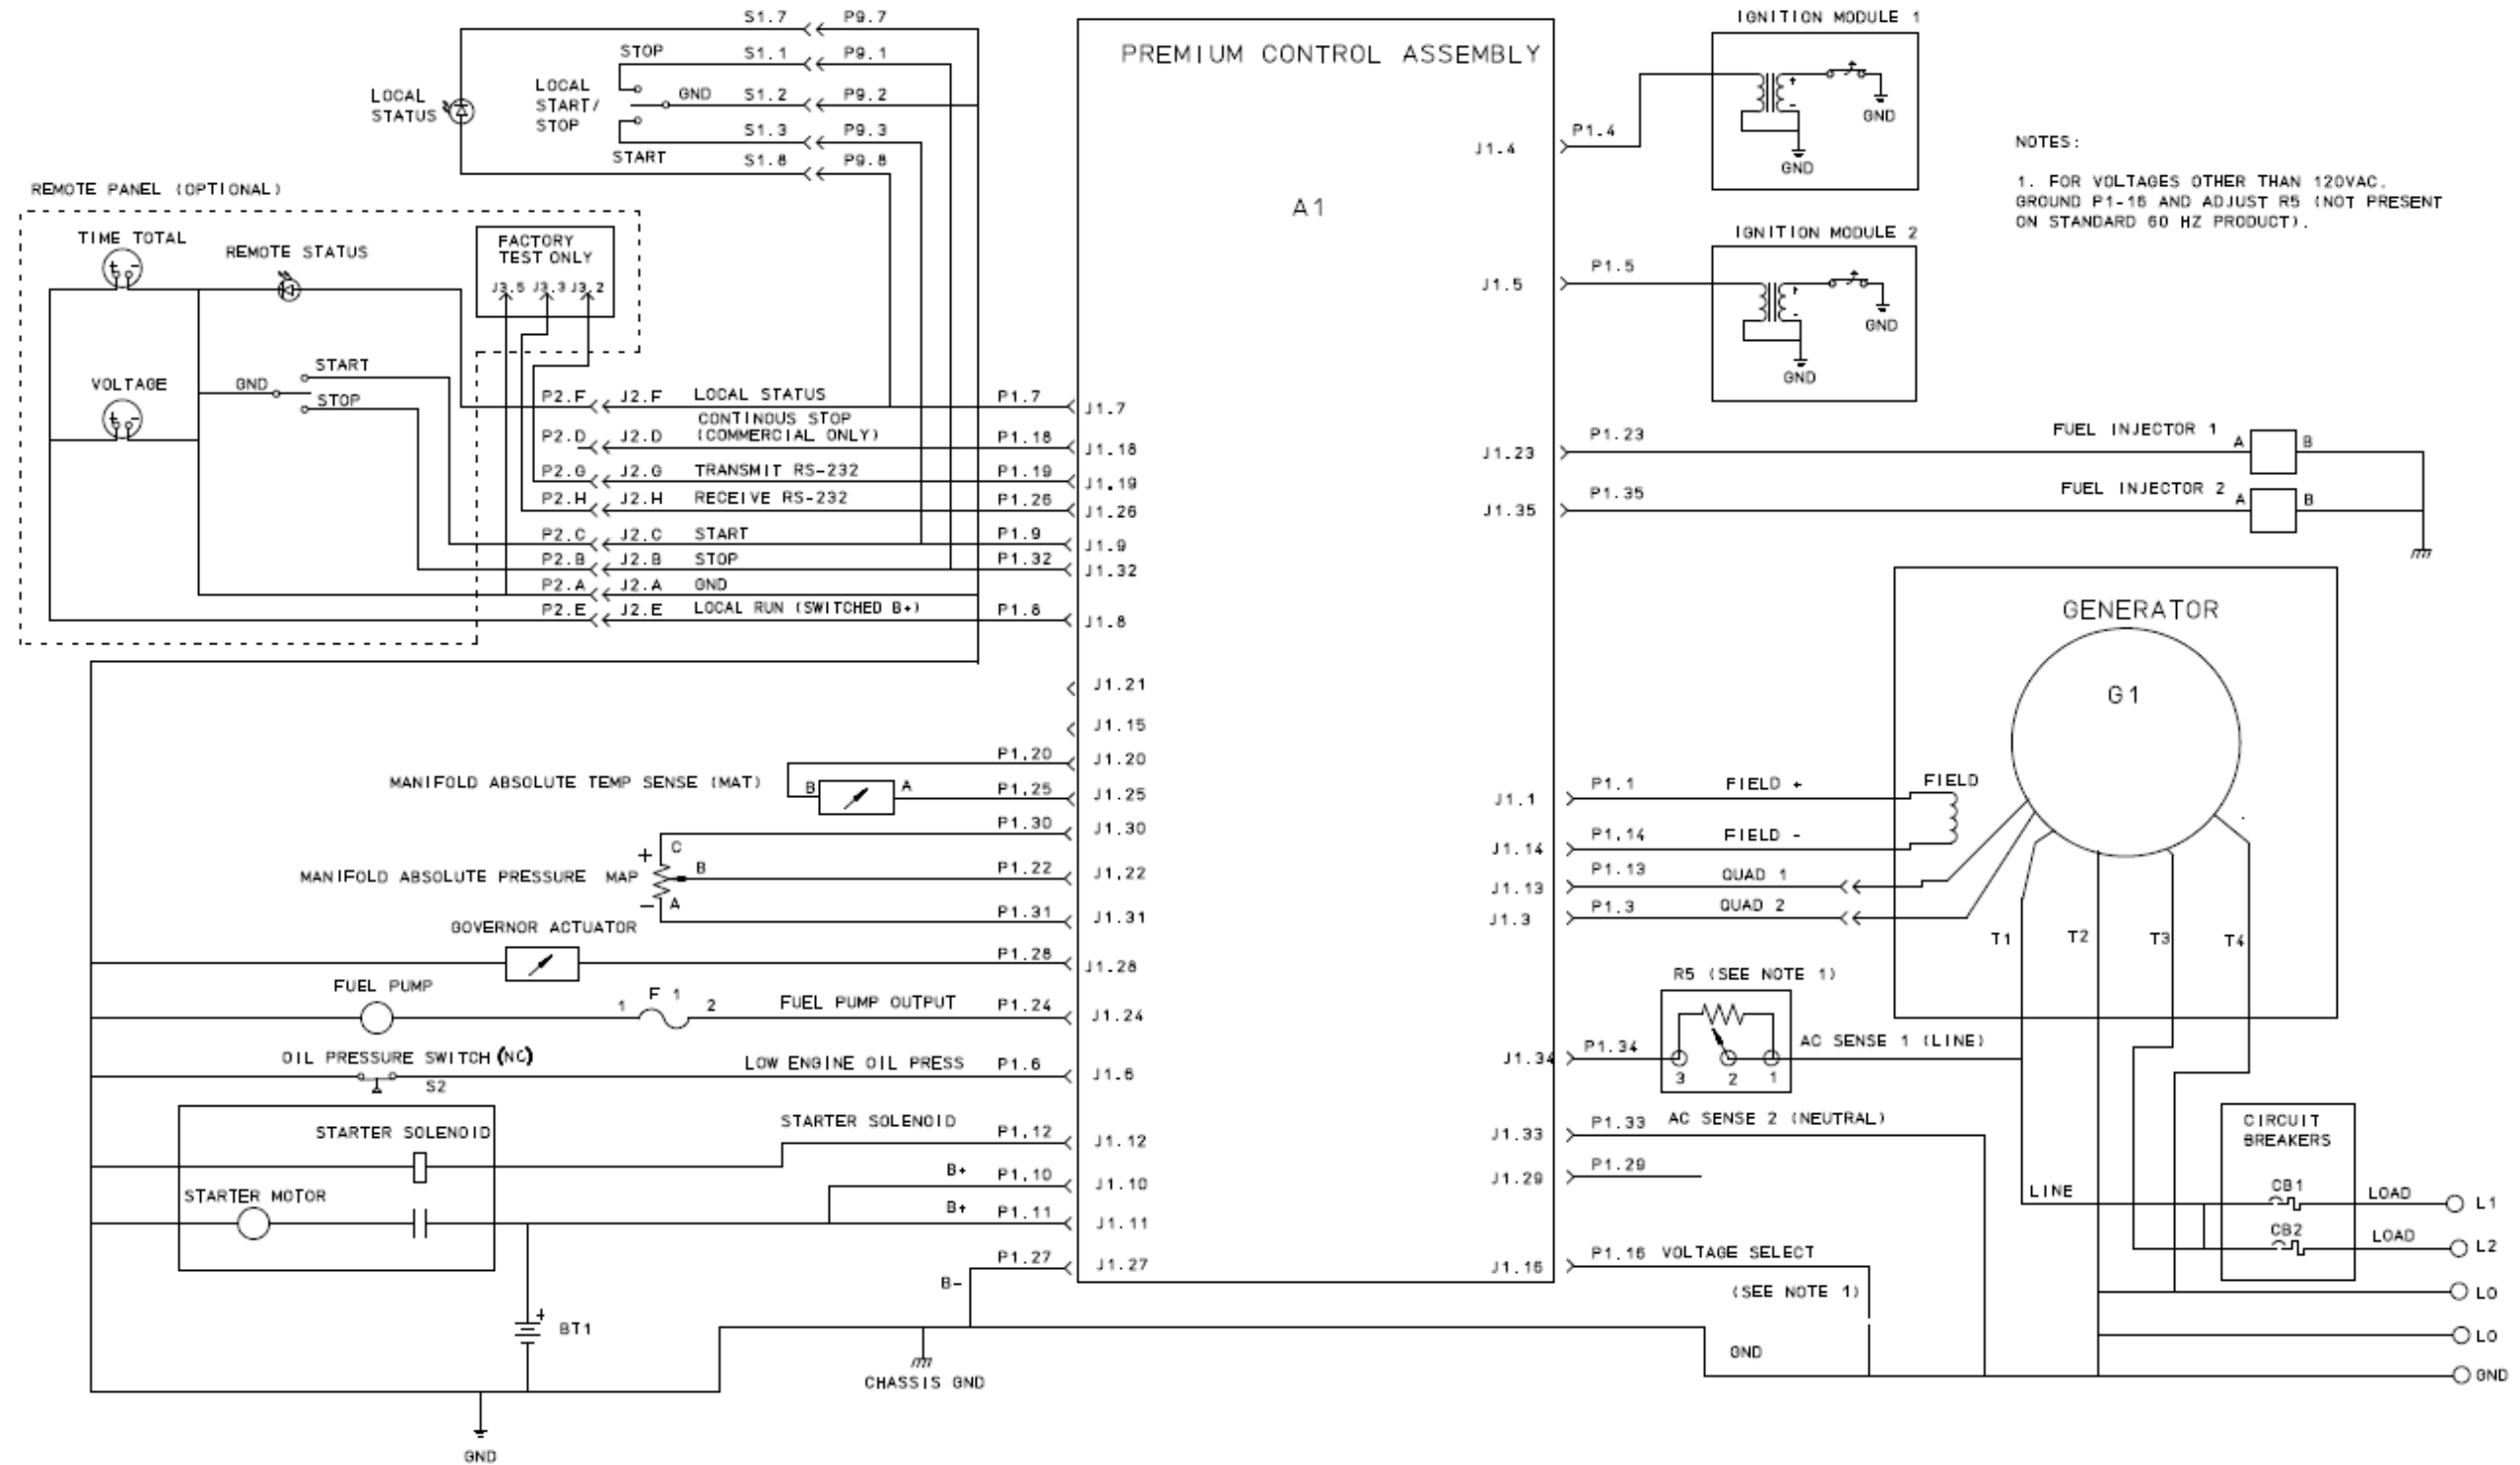 S1.7 P9.7
STOP S1.1 P9.1
LOCAL START/ STOP
GND S1.2 P9.2
S1.3 P9.3
START
S1.8 P9.8
LOCAL STATUS
REMOTE PANEL (OPTIONAL)
TIME TOTAL
+ -
REMOTE STATUS
FACTORY
TEST ONLY
J3.5 J3.3 J3.2
VOLTAGE
+ -
GND
START
STOP
P2.F J2.F LOCAL STATUS P1.7 J1.7
CONTINOUS STOP
P2.D J2.D (COMMERCIAL ONLY) P1.18 J1.18
P2.G J2.G TRANSMIT RS-232 P1.19 J1.19
P2.H J2.H RECEIVE RS-232 P1.26 J1.26
P2.C J2.C START P1.9 J1.9
P2.B J2.B STOP P1.32 J1.32
P2.A J2.A GND
P2.E J2.E LOCAL RUN (SWITCHED B+) P1.8 J1.8
J1.21
J1.15
P1.20 J1.20
MANIFOLD ABSOLUTE TEMP SENSE (MAT) B A P1.25 J1.25
P1.30 J1.30
+ C
MANIFOLD ABSOLUTE PRESSURE MAP B P1.22 J1.22
- A P1.31 J1.31
GOVERNOR ACTUATOR
P1.28 J1.28
FUEL PUMP
1 F 1 2 FUEL PUMP OUTPUT P1.24 J1.24
OIL PRESSURE SWITCH (NC)
S2
LOW ENGINE OIL PRESS P1.6 J1.6
STARTER SOLENOID
STARTER SOLENOID P1.12 J1.12
B+ P1.10 J1.10
STARTER MOTOR
B+ P1.11 J1.11
P1.27 J1.27
B-
+
BT1
CHASSIS GND
GND
PREMIUM CONTROL ASSEMBLY
A1
IGNITION MODULE 1
+
-
GND
GND
J1.4 P1.4
IGNITION MODULE 2
+
-
GND
GND
J1.5 P1.5
NOTES:
1. FOR VOLTAGES OTHER THAN 120VAC.
GROUND P1-16 AND ADJUST R5 (NOT PRESENT
ON STANDARD 60 HZ PRODUCT).
J1.23 P1.23 FUEL INJECTOR 1 A B
J1.35 P1.35 FUEL INJECTOR 2 A B
GENERATOR
G1
J1.1 P1.1 FIELD + FIELD
J1.14 P1.14 FIELD -
J1.13 P1.13 QUAD 1
J1.3 P1.3 QUAD 2
T1 T2 T3 T4
R5 (SEE NOTE 1)
J1.34 P1.34 3 2 1 AC SENSE 1 (LINE)
J1.33 P1.33 AC SENSE 2 (NEUTRAL)
J1.29 P1.29
J1.16 P1.16 VOLTAGE SELECT
(SEE NOTE 1)
GND
CIRCUIT
BREAKERS
LINE CB1 LOAD L1
CB2 LOAD L2
LO
LO
GND